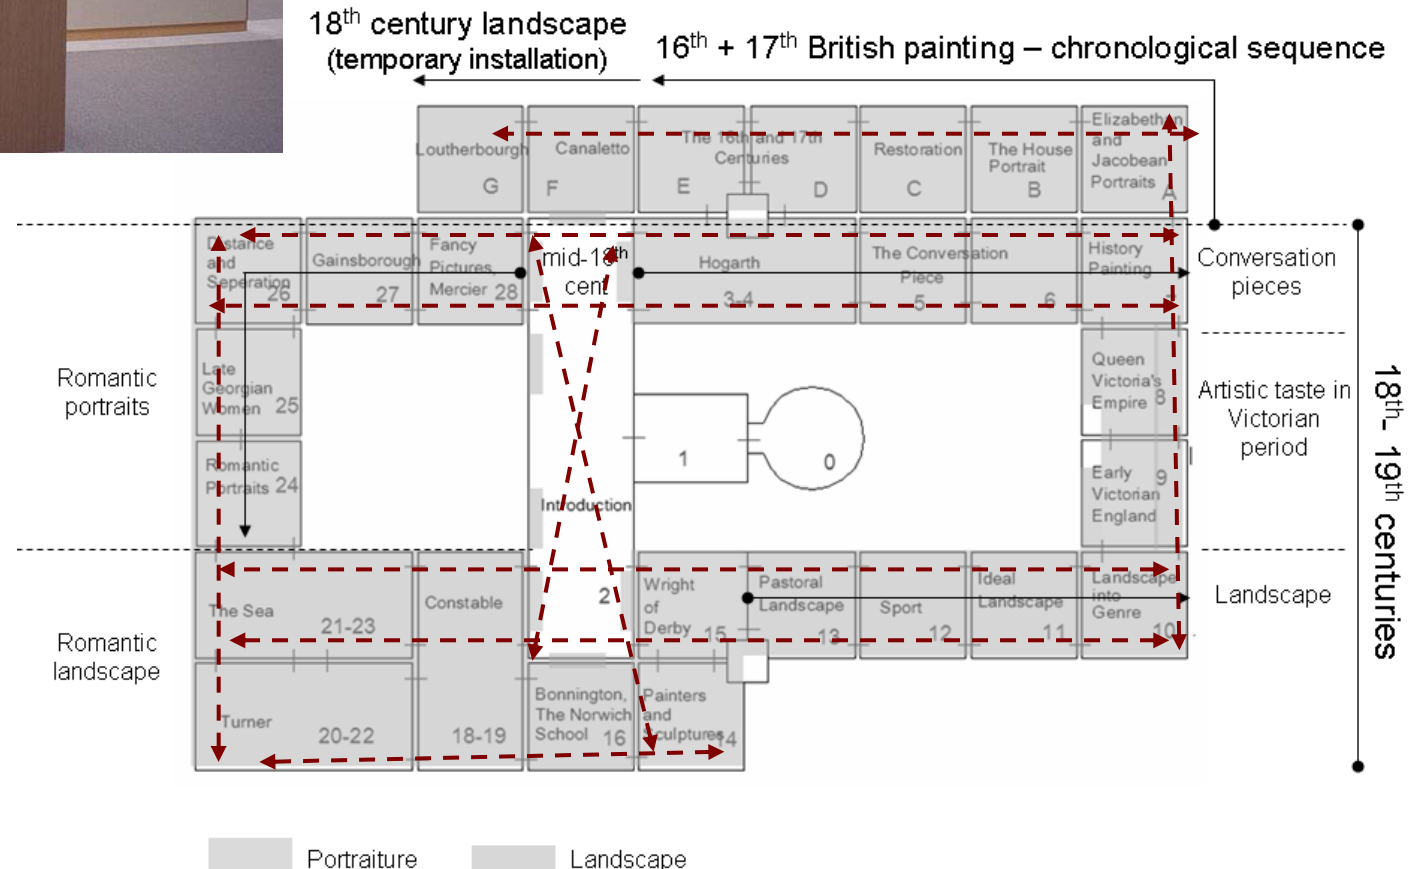 18th century landscape
(temporary installation)
16th + 17th British painting – chronological sequence
Loutherbourgh
G
Canaletto
F
The 16th and 17th
Centuries
E
D
Restoration
C
The House
Portrait
B
Elizabethan
and
Jacobean
Portraits
A
Distance
and
Seperation
26
Gainsborough
27
Fancy
Pictures,
Mercier 28
mid-18th
cent
Hogarth
3-4
The Conversation
Piece
5
6
History
Painting
Conversation
pieces
Romantic
portraits
Late
Georgian
Women 25
Romantic
Portraits 24
1
0
Introduction
2
Queen
Victoria's
Empire 8
Early
Victorian
England
9
Artistic taste in
Victorian
period
18th- 19th centuries
Romantic
landscape
The Sea
21-23
Constable
Wright
of
Derby 15
Pastoral
Landscape
13
Sport
12
Ideal
Landscape
11
Landscape
into
Genre
10
Landscape
Turner
20-22
18-19
Bonnington,
The Norwich
School 16
Painters
and
Sculptures
14
Portraiture
Landscape